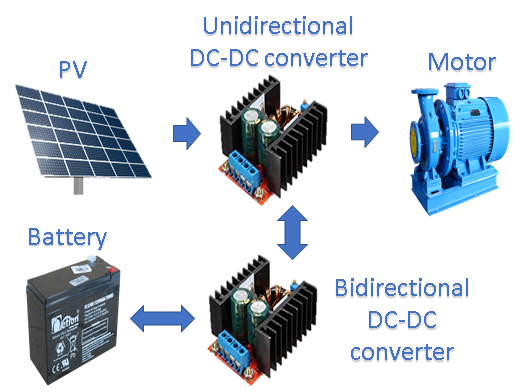 Unidirectional
DC-DC converter
PV
Motor
Battery
Bidirectional
DC-DC
converter